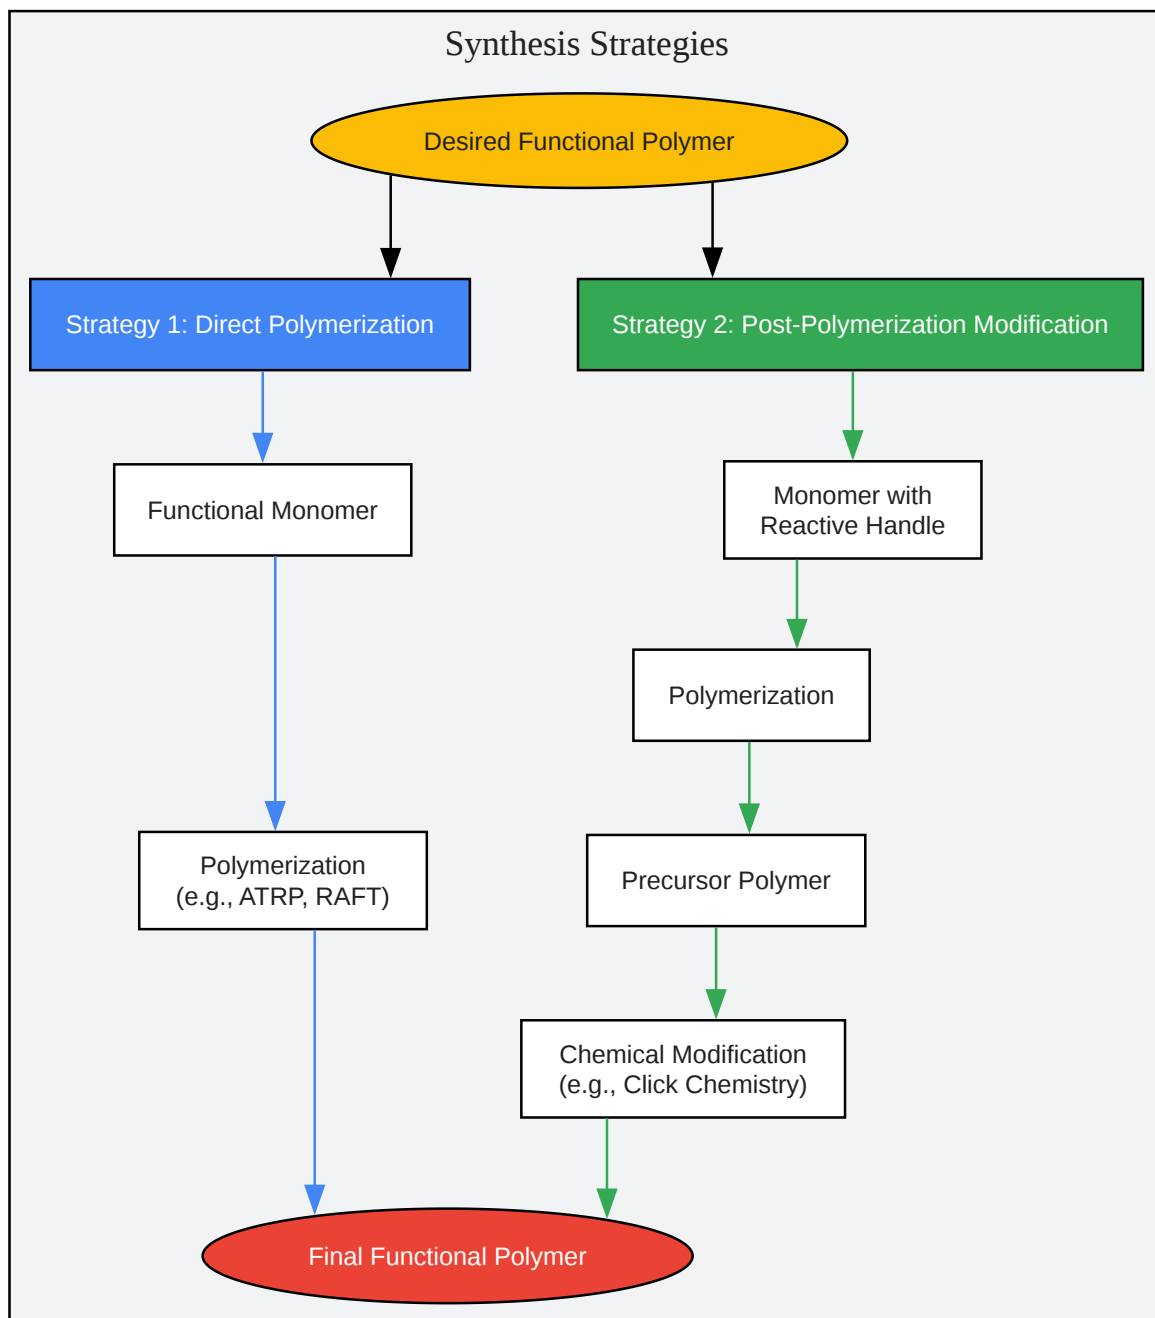 Synthesis Strategies
Desired Functional Polymer
Strategy 1: Direct Polymerization
Strategy 2: Post-Polymerization Modification
Functional Monomer
Monomer with
Reactive Handle
Polymerization
Polymerization
(e.g., ATRP, RAFT)
Precursor Polymer
Chemical Modification
(e.g., Click Chemistry)
Final Functional Polymer